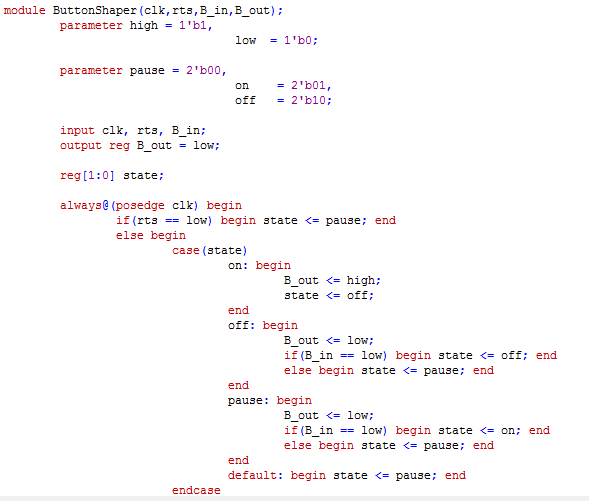 module ButtonShaper(clk,rts,B_in,B_out);
parameter high = 1'b1,
low = 1'b0;
parameter pause = 2'b00,
on = 2'b01,
off = 2'b10;
input clk, rts, B_in;
output reg B_out = low;
reg[1:0] state;
always@(posedge clk) begin
if(rts == low) begin state <= pause; end
else begin
case(state)
on: begin
B_out <= high;
state <= off;
end
off: begin
B_out <= low;
if(B_in == low) begin state <= off; end
else begin state <= pause; end
end
pause: begin
B_out <= low;
if(B_in == low) begin state <= on; end
else begin state <= pause; end
end
default: begin state <= pause; end
endcase